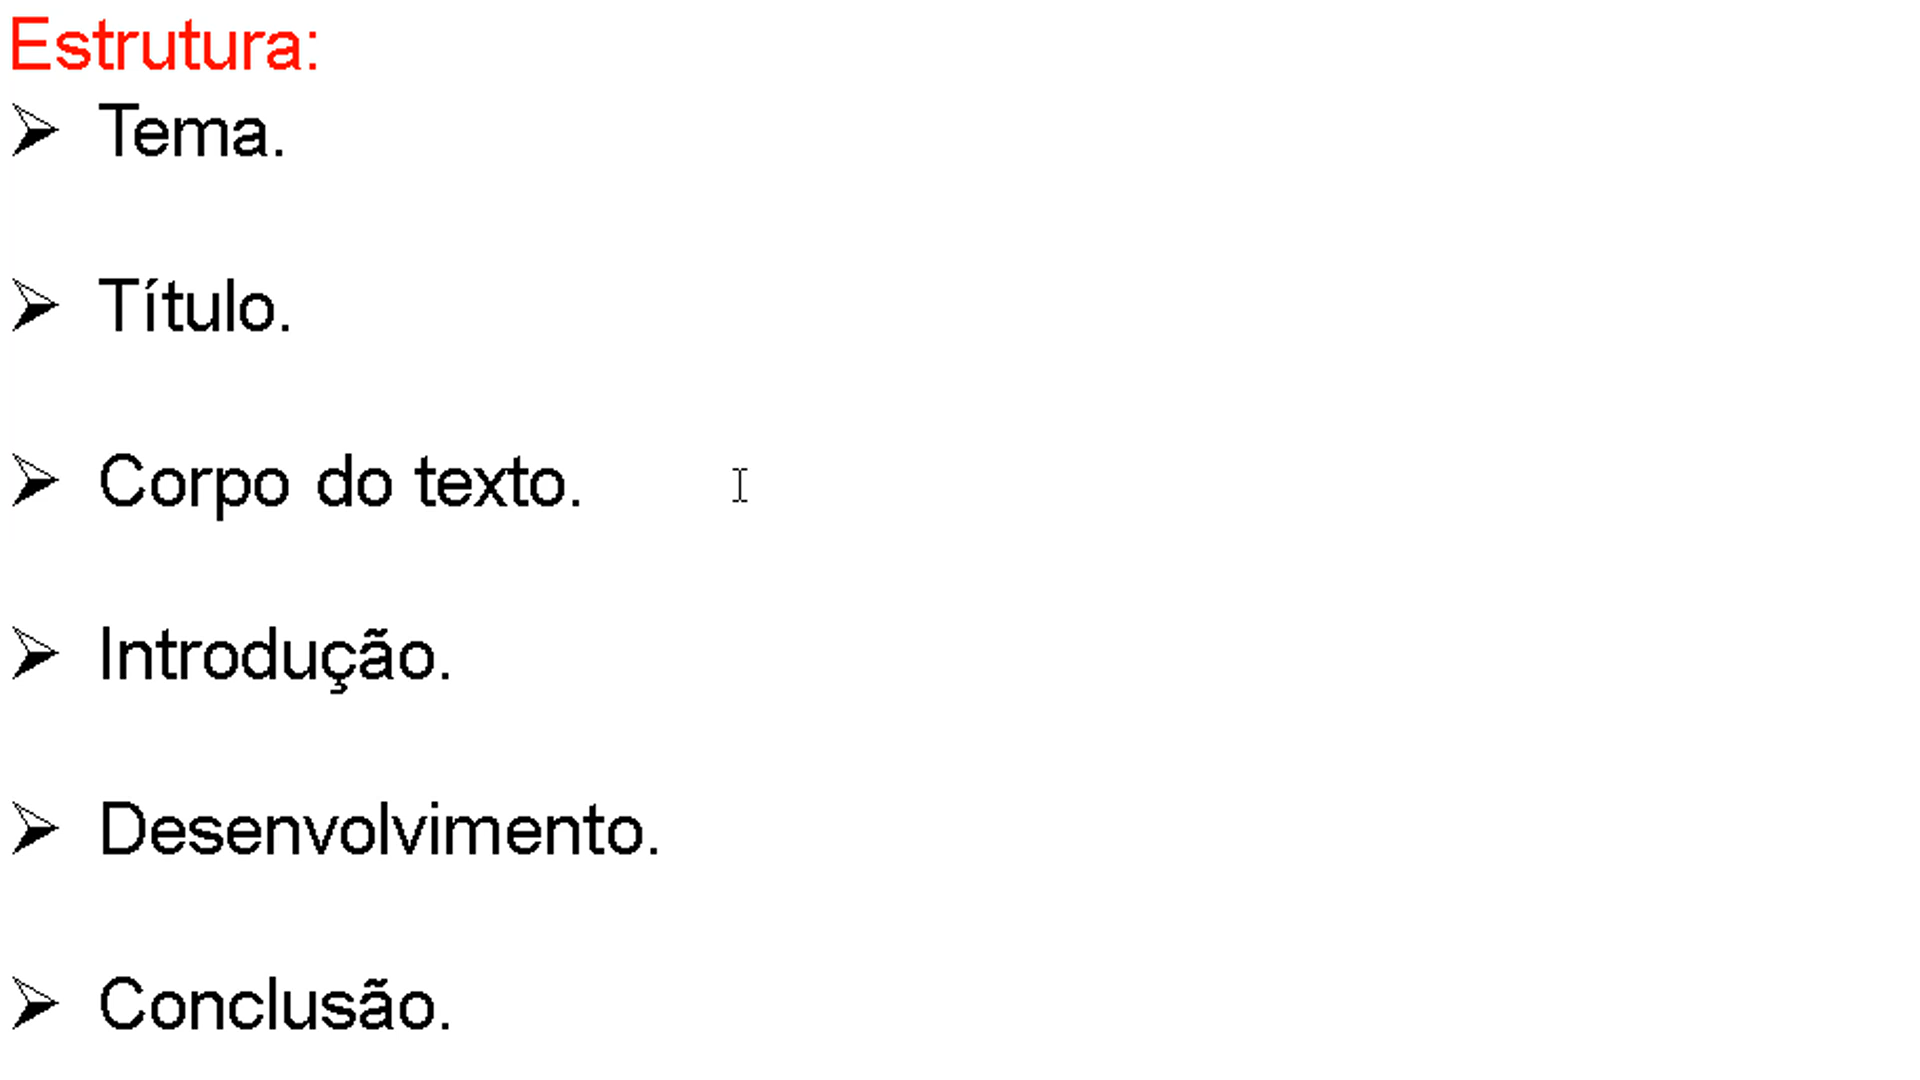 Estrutura:
➢ Tema.
➢ Título.
➢ Corpo do texto.
➢ Introdução.
➢ Desenvolvimento.
➢ Conclusão.